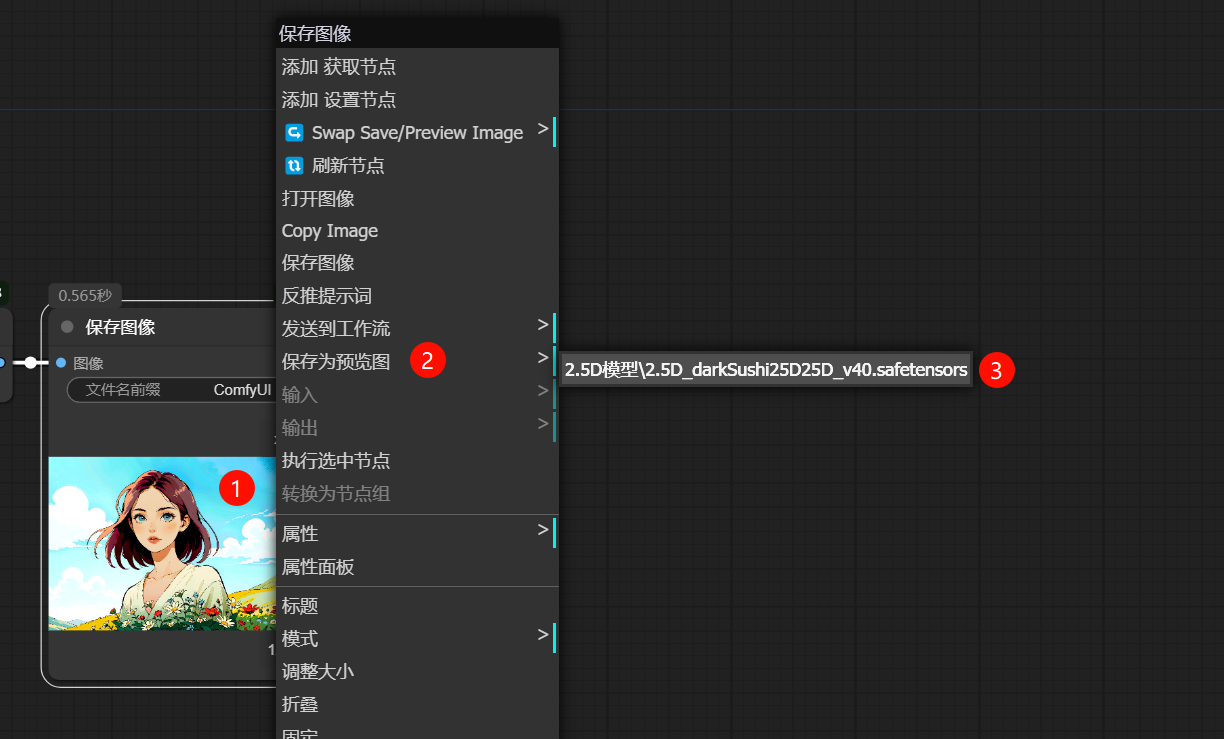 保存图像
添加 获取节点
添加 设置节点
Swap Save/Preview Image >
刷新节点
打开图像
Copy Image
保存图像
反推提示词
发送到工作流 >
保存为预览图 2 >
2.5D模型\2.5D_darkSushi25D25D_v40.safetensors 3
输入 >
输出 >
执行选中节点
转换为节点组
属性 >
属性面板
标题
模式 >
调整大小
折叠
固定
0.565秒
保存图像
图像
文件名前缀 ComfyUI
1